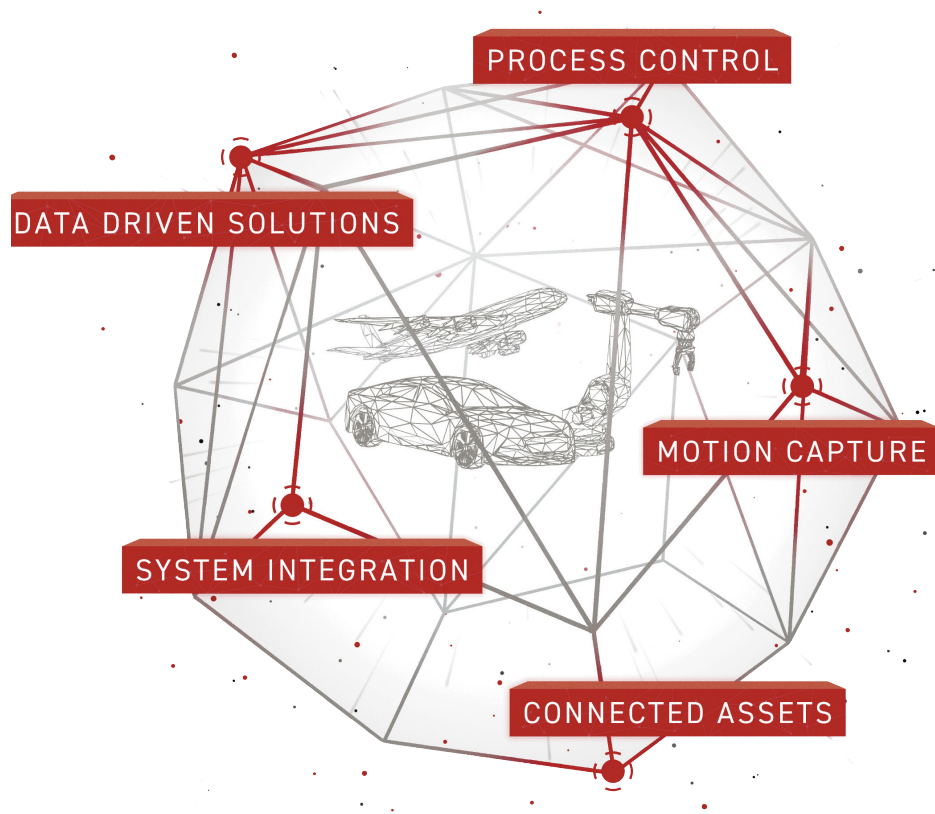 PROCESS CONTROL
DATA DRIVEN SOLUTIONS
MOTION CAPTURE
SYSTEM INTEGRATION
CONNECTED ASSETS